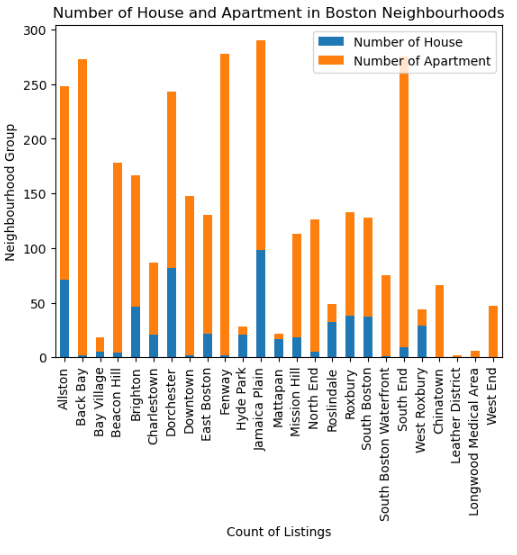 Number of House and Apartment in Boston Neighbourhoods
Number of House
Number of Apartment
Neighbourhood Group
300
250
200
150
100
50
0
Allston
Back Bay
Bay Village
Beacon Hill
Brighton
Charlestown
Dorchester
Downtown
East Boston
Fenway
Hyde Park
Jamaica Plain
Mattapan
Mission Hill
North End
Roslindale
Roxbury
South Boston
South Boston Waterfront
South End
West Roxbury
Chinatown
Leather District
Longwood Medical Area
West End
Count of Listings